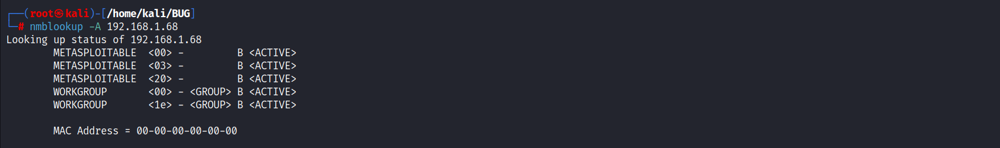 ┌──(root㉿kali)-[/home/kali/BUG]
└─# nmblookup -A 192.168.1.68
Looking up status of 192.168.1.68
        METASPLOITABLE  <00> -         B <ACTIVE>
        METASPLOITABLE  <03> -         B <ACTIVE>
        METASPLOITABLE  <20> -         B <ACTIVE>
        WORKGROUP       <00> - <GROUP> B <ACTIVE>
        WORKGROUP       <1e> - <GROUP> B <ACTIVE>
        MAC Address = 00-00-00-00-00-00